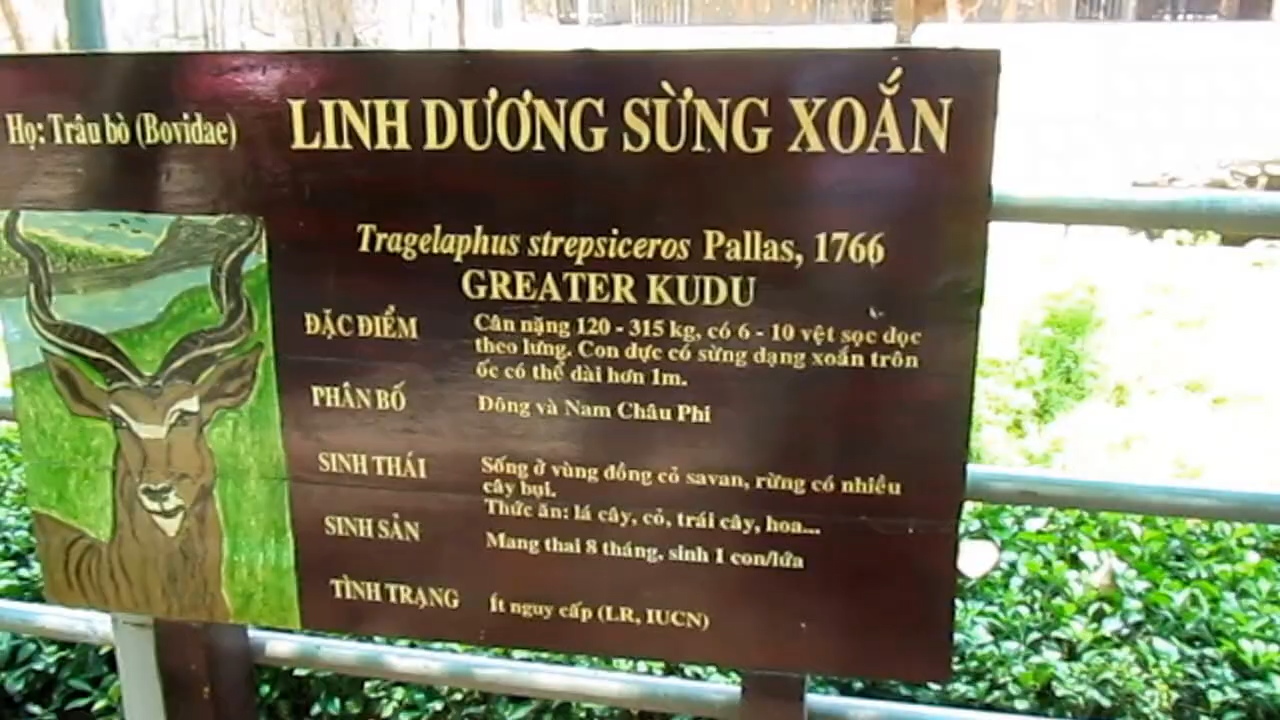 Họ: Trâu bò (Bovidae)
LINH DƯƠNG SỪNG XOẮN
Tragelaphus strepsiceros Pallas, 1766
GREATER KUDU
ĐẶC ĐIỂM
Cân nặng 120 - 315 kg, có 6 - 10 vệt sọc dọc
theo lưng. Con đực có sừng dạng xoắn trôn
ốc có thể dài hơn 1m.
PHÂN BỐ
Đông và Nam Châu Phi
SINH THÁI
Sống ở vùng đồng cỏ savan, rừng có nhiều
cây bụi.
Thức ăn: lá cây, cỏ, trái cây, hoa...
SINH SẢN
Mang thai 8 tháng, sinh 1 con/lứa
TÌNH TRẠNG
Ít nguy cấp (LR, IUCN)